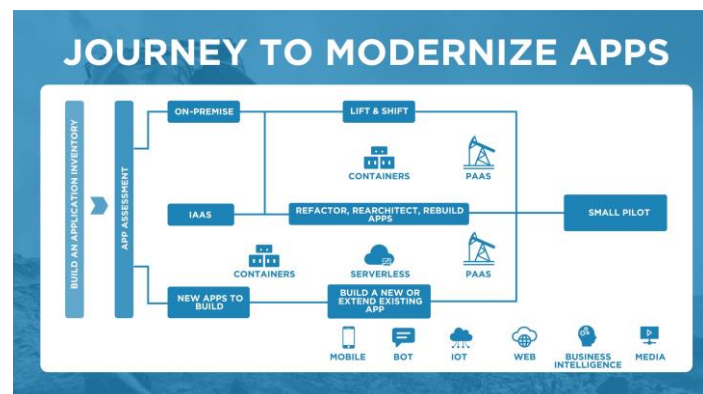 JOURNEY TO MODERNIZE APPS
BUILD AN APPLICATION INVENTORY
APP ASSESSMENT
ON-PREMISE
LIFT & SHIFT
CONTAINERS
PAAS
IAAS
REFACTOR, REARCHITECT, REBUILD
APPS
SMALL PILOT
CONTAINERS
SERVERLESS
PAAS
NEW APPS TO
BUILD
BUILD A NEW OR
EXTEND EXISTING
APP
MOBILE
BOT
IOT
WEB
BUSINESS
INTELLIGENCE
MEDIA